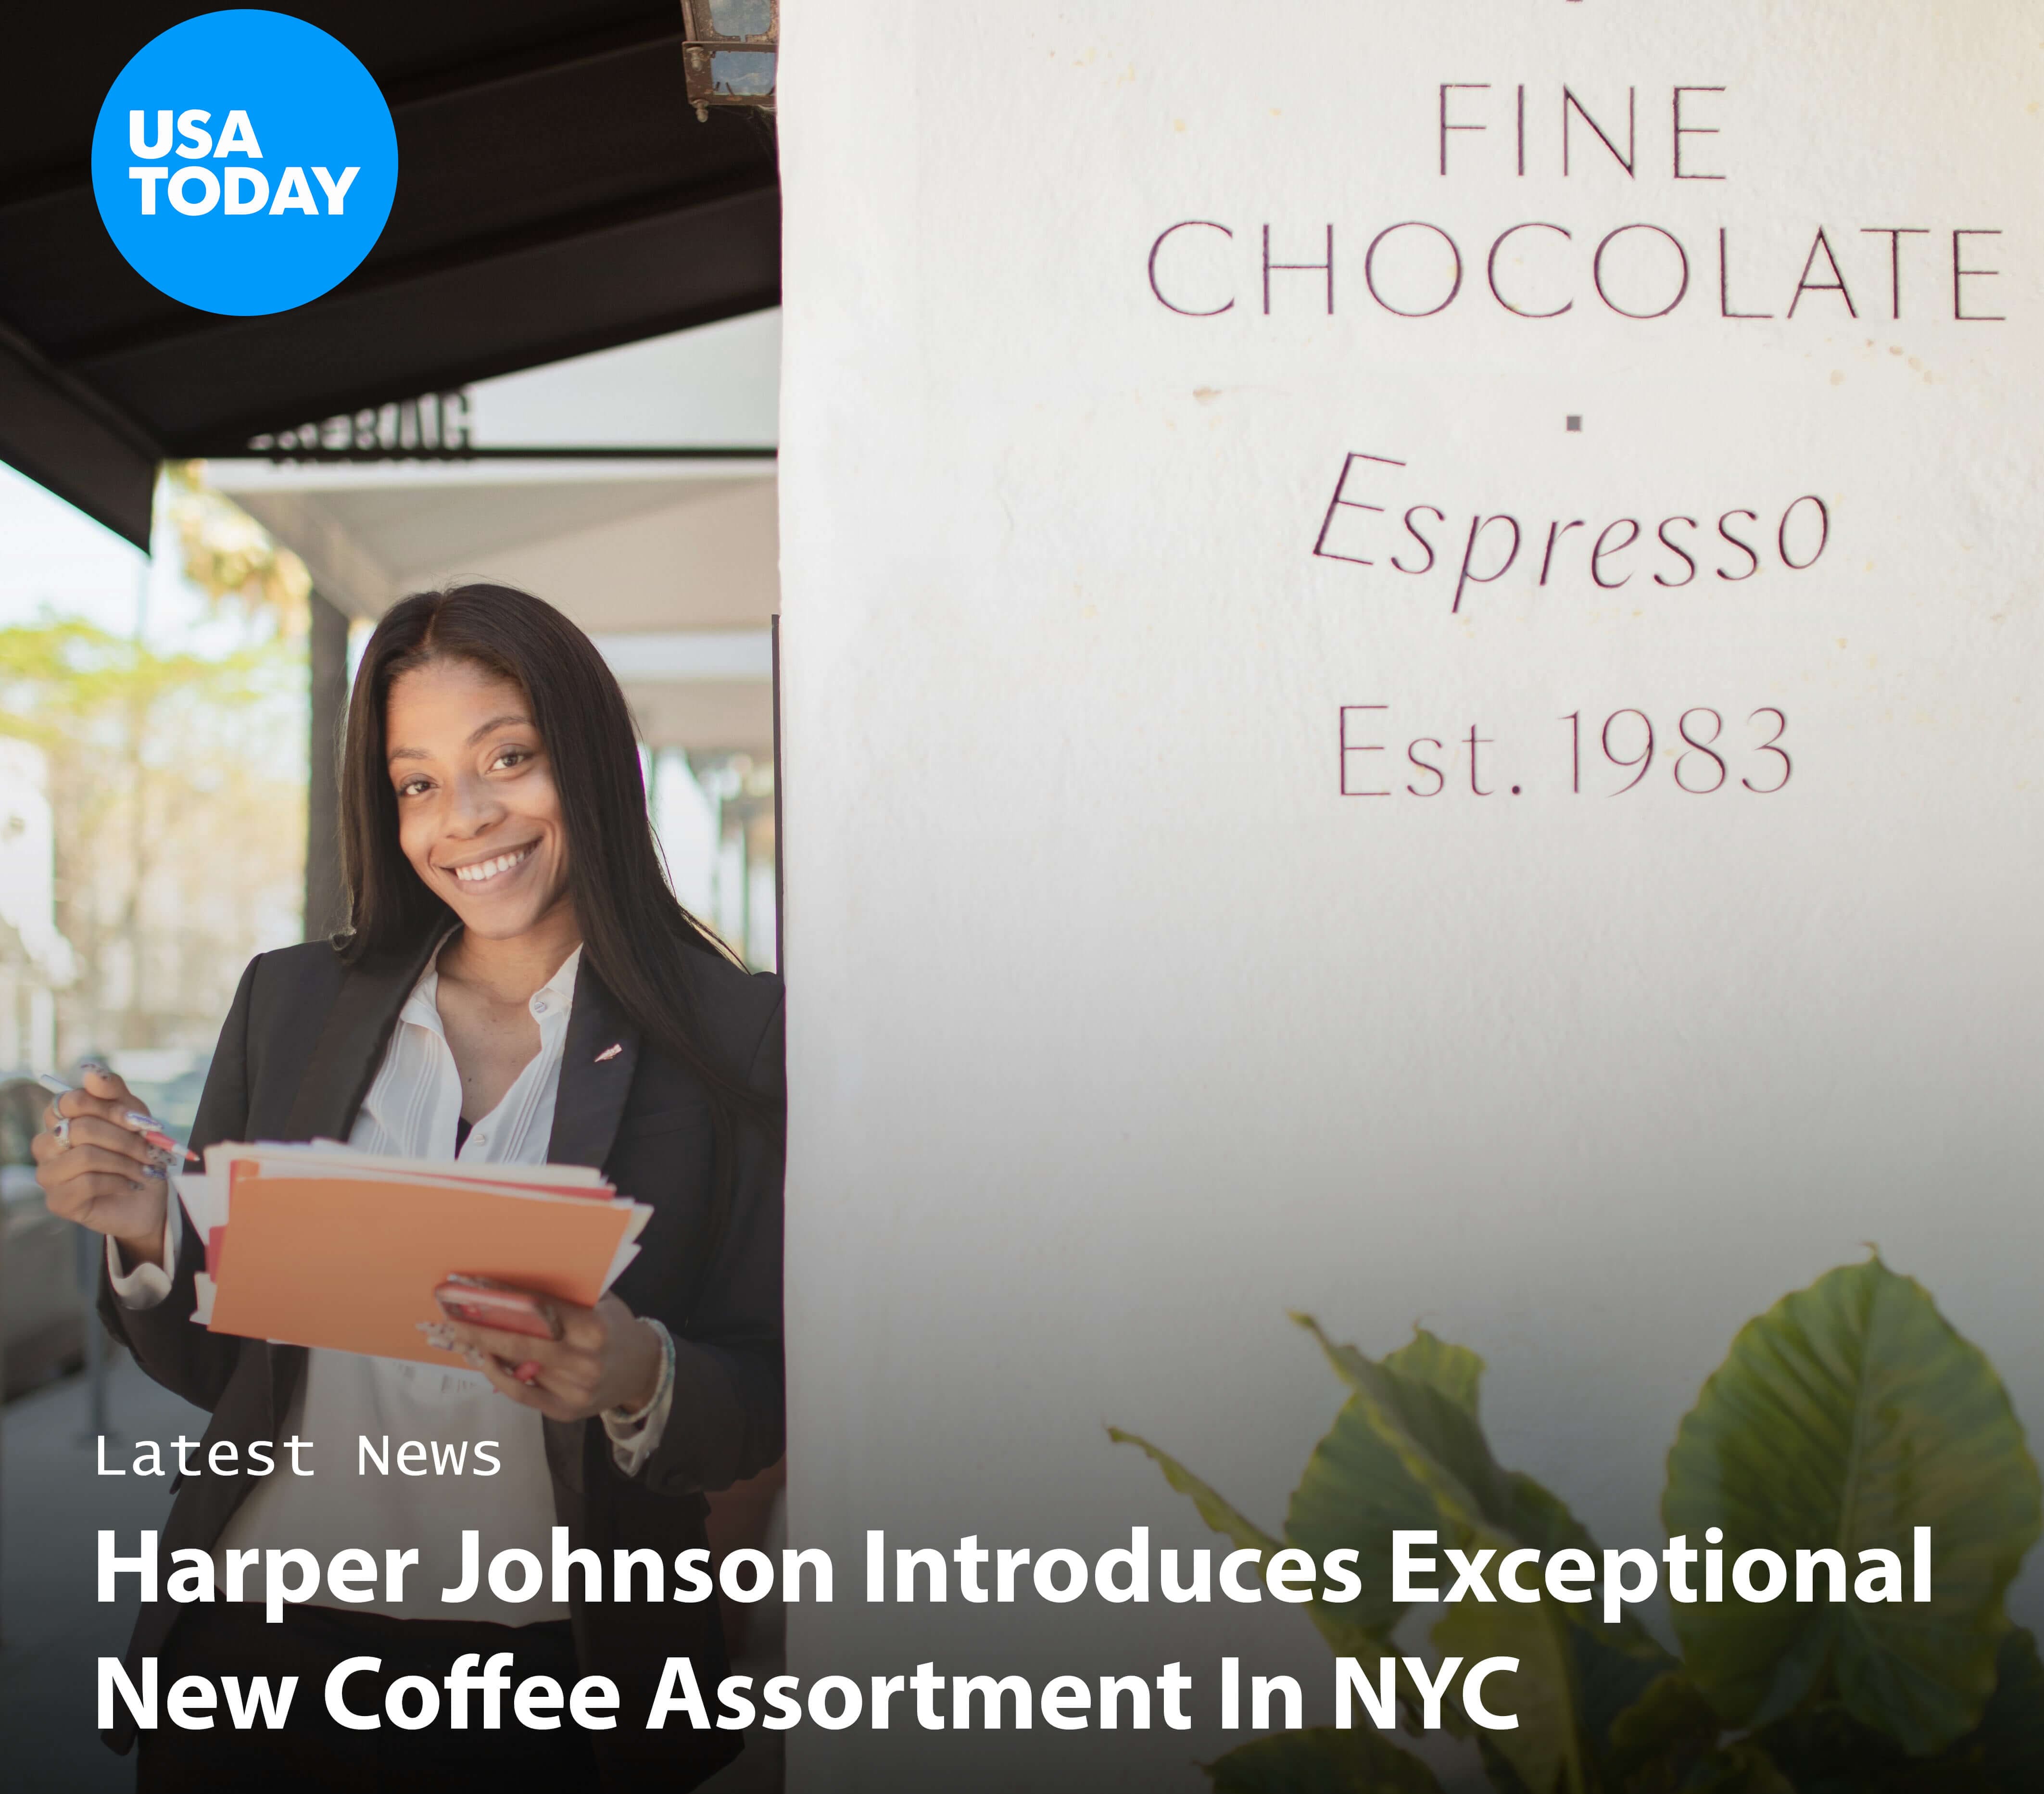 USA
TODAY
FINE
CHOCOLATE
Espresso
Est. 1983
Latest News
Harper Johnson Introduces Exceptional
New Coffee Assortment In NYC